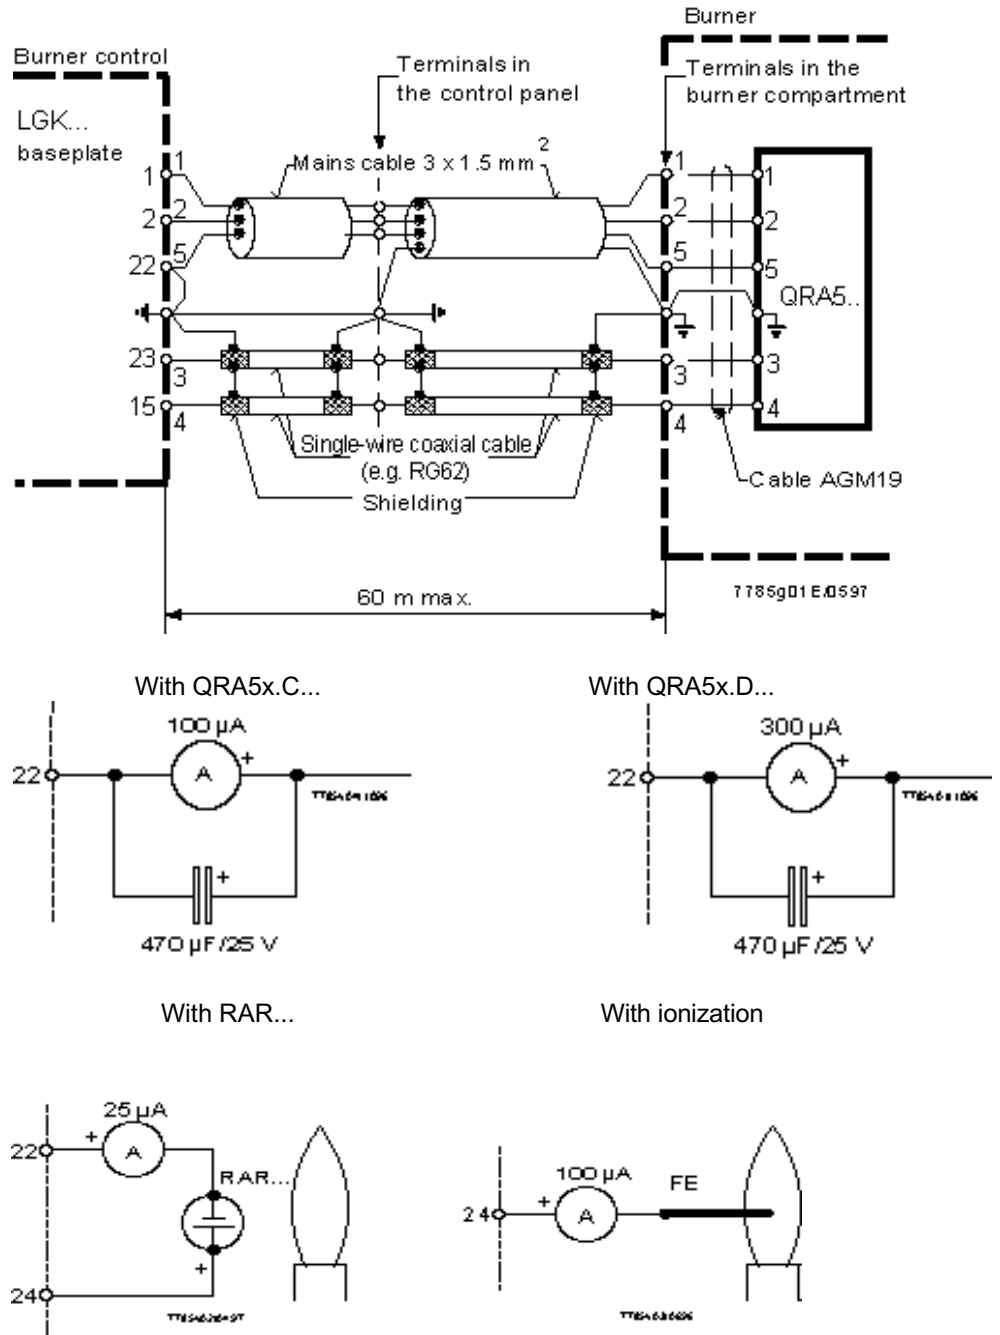 Burner
Burner control
Terminals in
the control panel
Terminals in the
burner compartment
LGK...
baseplate
Mains cable 3 x 1.5 mm 2
1 1 1 1
2 2 2 2
22 5 5 5
QRA5..
23 3 3 3
15 4 4 4
Single-wire coaxial cable
(e.g. RG62)
Shielding
Cable AGM19
60 m max.
7785g01E/0597
With QRA5x.C...
With QRA5x.D...
100 µA
300 µA
22 A +
22 A +
+
+
470 µF/25 V
470 µF/25 V
With RAR...
With ionization
25 µA
22 + A
RAR...
+
24
100 µA
FE
24 + A